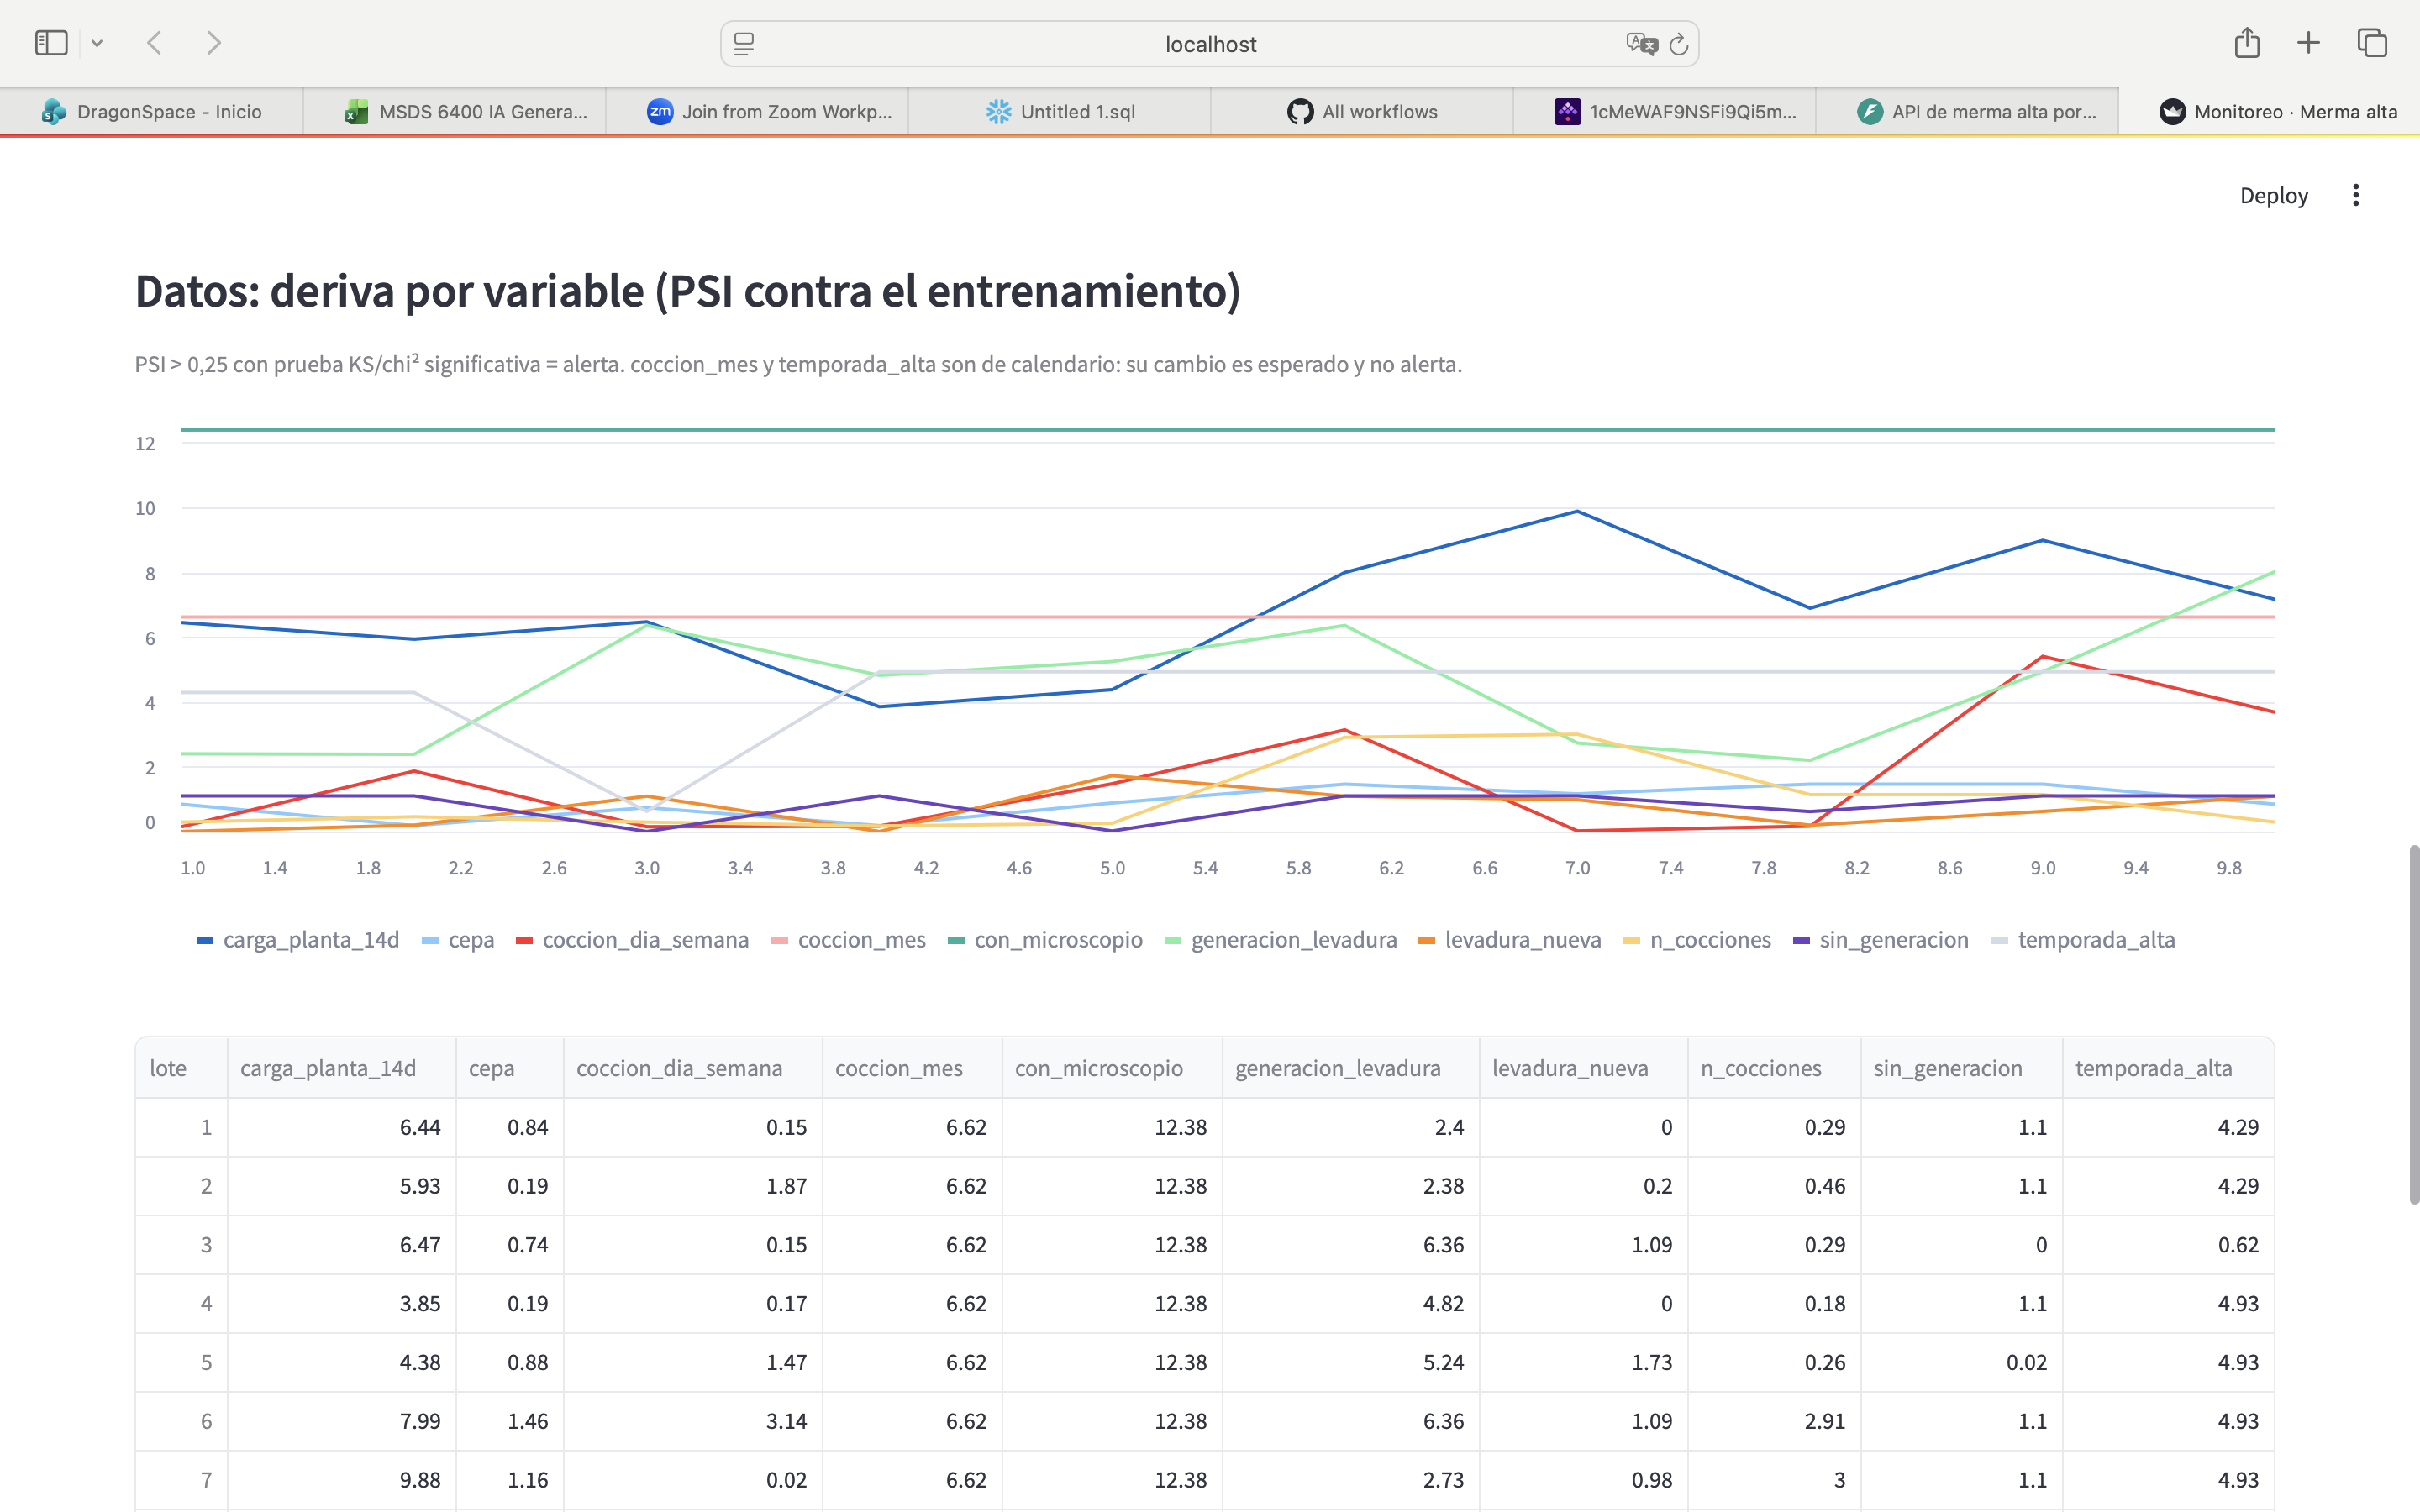 localhost
DragonSpace - Inicio
MSDS 6400 IA Genera...
zm Join from Zoom Workp...
Untitled 1.sql
All workflows
1cMeWAF9NSFi9Qi5m...
API de merma alta por...
Monitoreo · Merma alta
Deploy
Datos: deriva por variable (PSI contra el entrenamiento)
PSI > 0,25 con prueba KS/chi² significativa = alerta. coccion_mes y temporada_alta son de calendario: su cambio es esperado y no alerta.
12
10
8
6
4
2
0
1.0 1.4 1.8 2.2 2.6 3.0 3.4 3.8 4.2 4.6 5.0 5.4 5.8 6.2 6.6 7.0 7.4 7.8 8.2 8.6 9.0 9.4 9.8
carga_planta_14d cepa coccion_dia_semana coccion_mes con_microscopio generacion_levadura levadura_nueva n_cocciones sin_generacion temporada_alta
lote carga_planta_14d cepa coccion_dia_semana coccion_mes con_microscopio generacion_levadura levadura_nueva n_cocciones sin_generacion temporada_alta
1 6.44 0.84 0.15 6.62 12.38 2.4 0 0.29 1.1 4.29
2 5.93 0.19 1.87 6.62 12.38 2.38 0.2 0.46 1.1 4.29
3 6.47 0.74 0.15 6.62 12.38 6.36 1.09 0.29 0 0.62
4 3.85 0.19 0.17 6.62 12.38 4.82 0 0.18 1.1 4.93
5 4.38 0.88 1.47 6.62 12.38 5.24 1.73 0.26 0.02 4.93
6 7.99 1.46 3.14 6.62 12.38 6.36 1.09 2.91 1.1 4.93
7 9.88 1.16 0.02 6.62 12.38 2.73 0.98 3 1.1 4.93